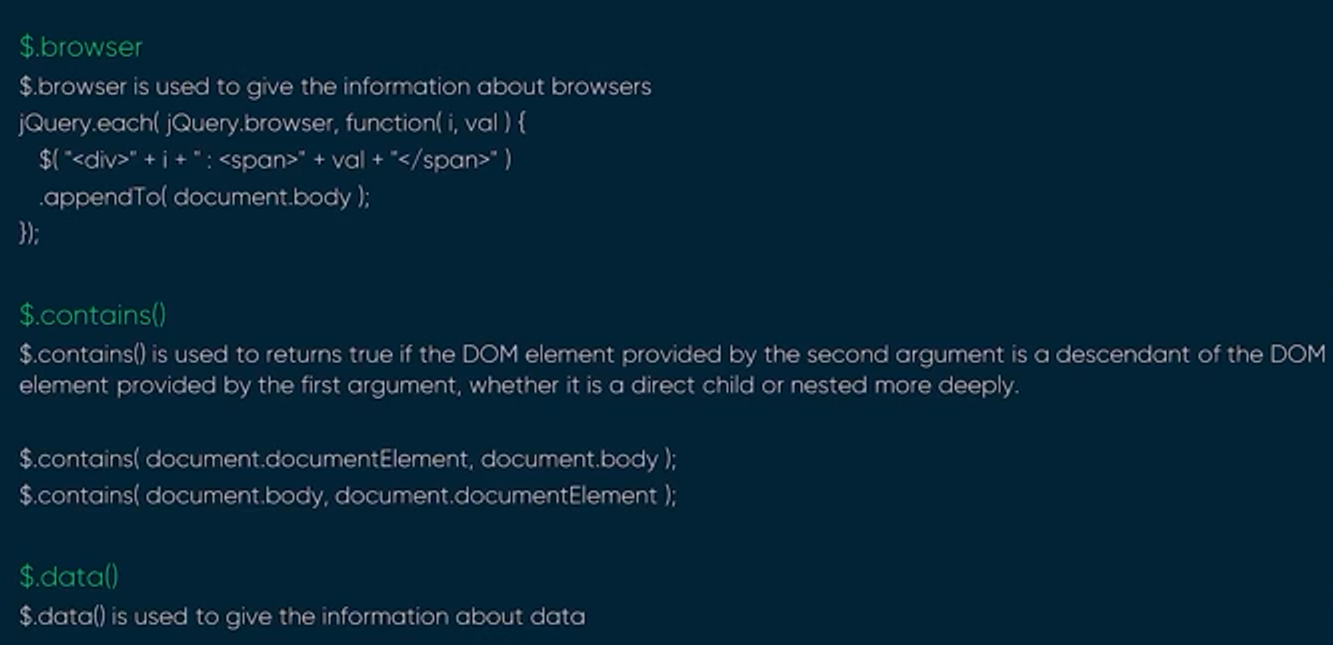 $.browser
$.browser is used to give the information about browsers
jQuery.each( jQuery.browser, function( i, val ) {
$( "<div>" + i + " : <span>" + val + "</span>" )
.appendTo( document.body );
});
$.contains()
$.contains() is used to returns true if the DOM element provided by the second argument is a descendant of the DOM
element provided by the first argument, whether it is a direct child or nested more deeply.
$.contains( document.documentElement, document.body );
$.contains( document.body, document.documentElement );
$.data()
$.data() is used to give the information about data